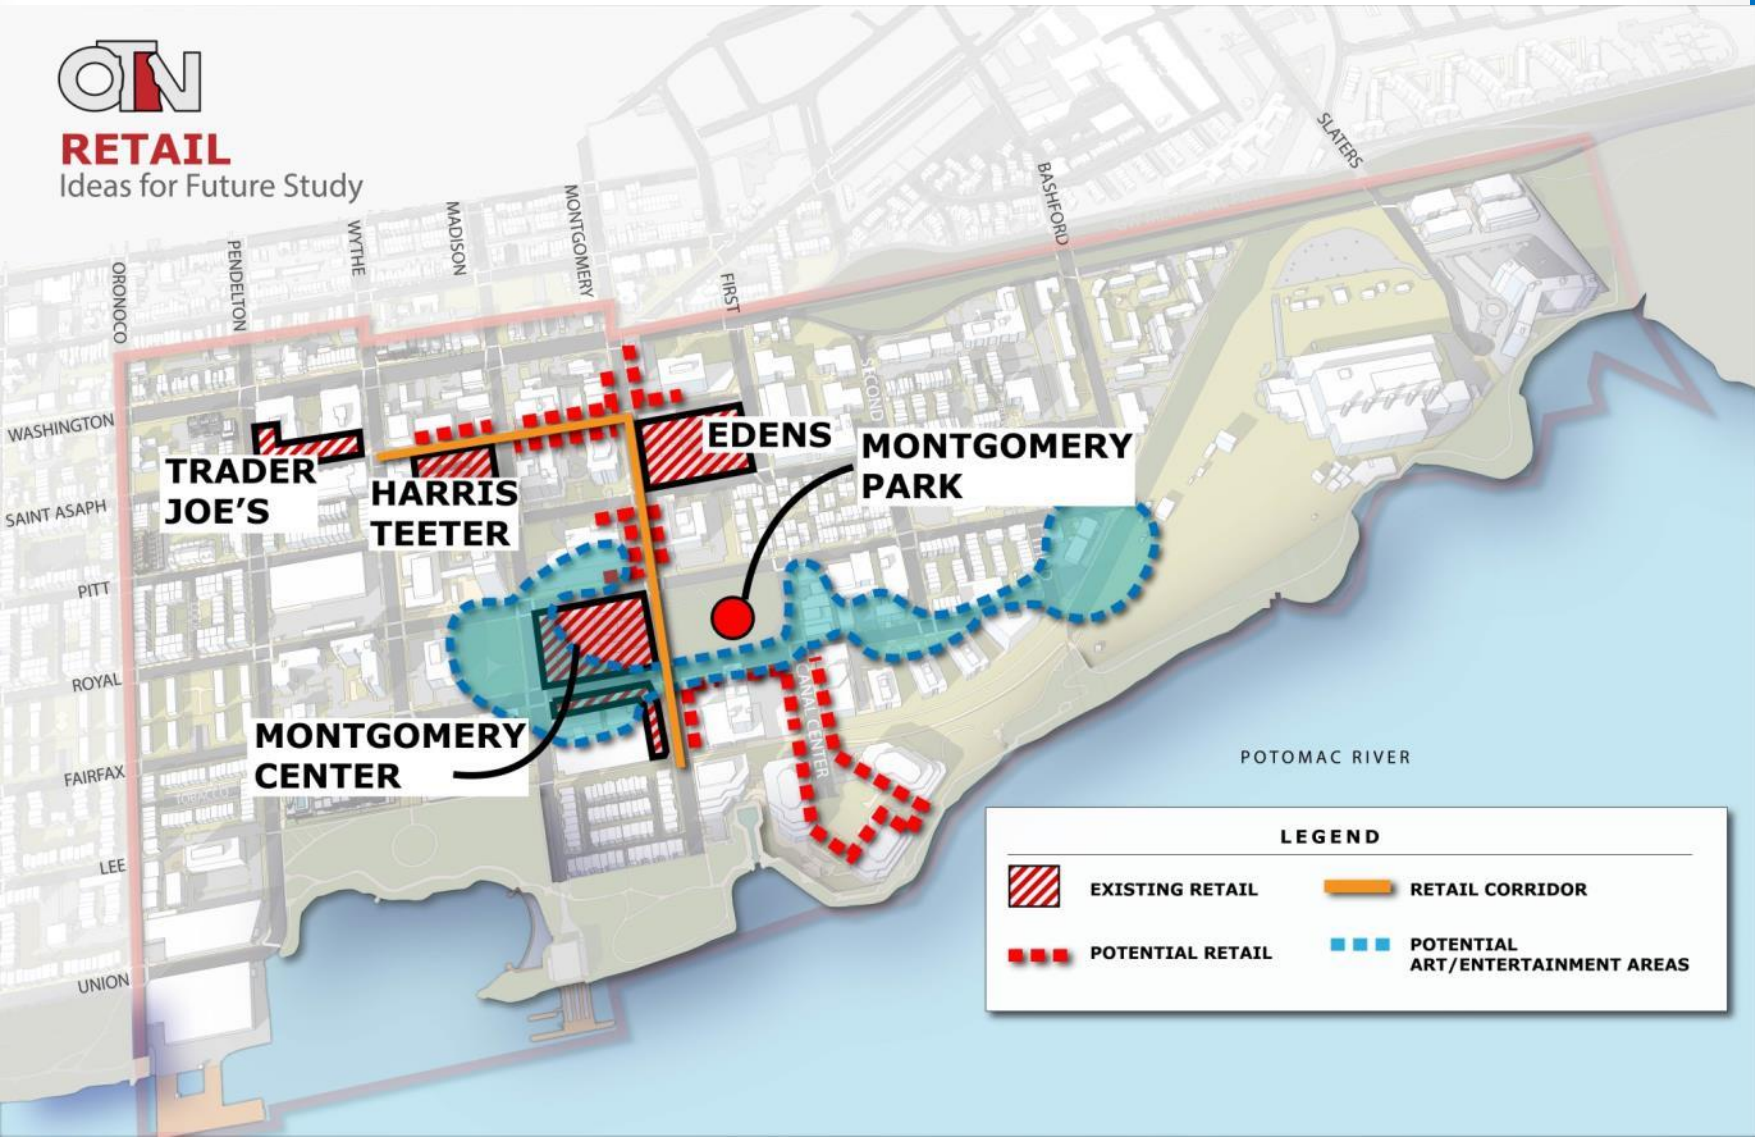 OTN
RETAIL
Ideas for Future Study
ORONOCO
PENDELTON
WYTHE
MADISON
MONTGOMERY
FIRST
BASHFORD
SLATERS
SECOND
WASHINGTON
SAINT ASAPH
PITT
ROYAL
FAIRFAX
LEE
UNION
TRADER
JOE'S
HARRIS
TEETER
EDENS
MONTGOMERY
PARK
MONTGOMERY
CENTER
CANAL CENTER
TOBACCO
POTOMAC RIVER
LEGEND
EXISTING RETAIL
RETAIL CORRIDOR
POTENTIAL RETAIL
POTENTIAL
ART/ENTERTAINMENT AREAS